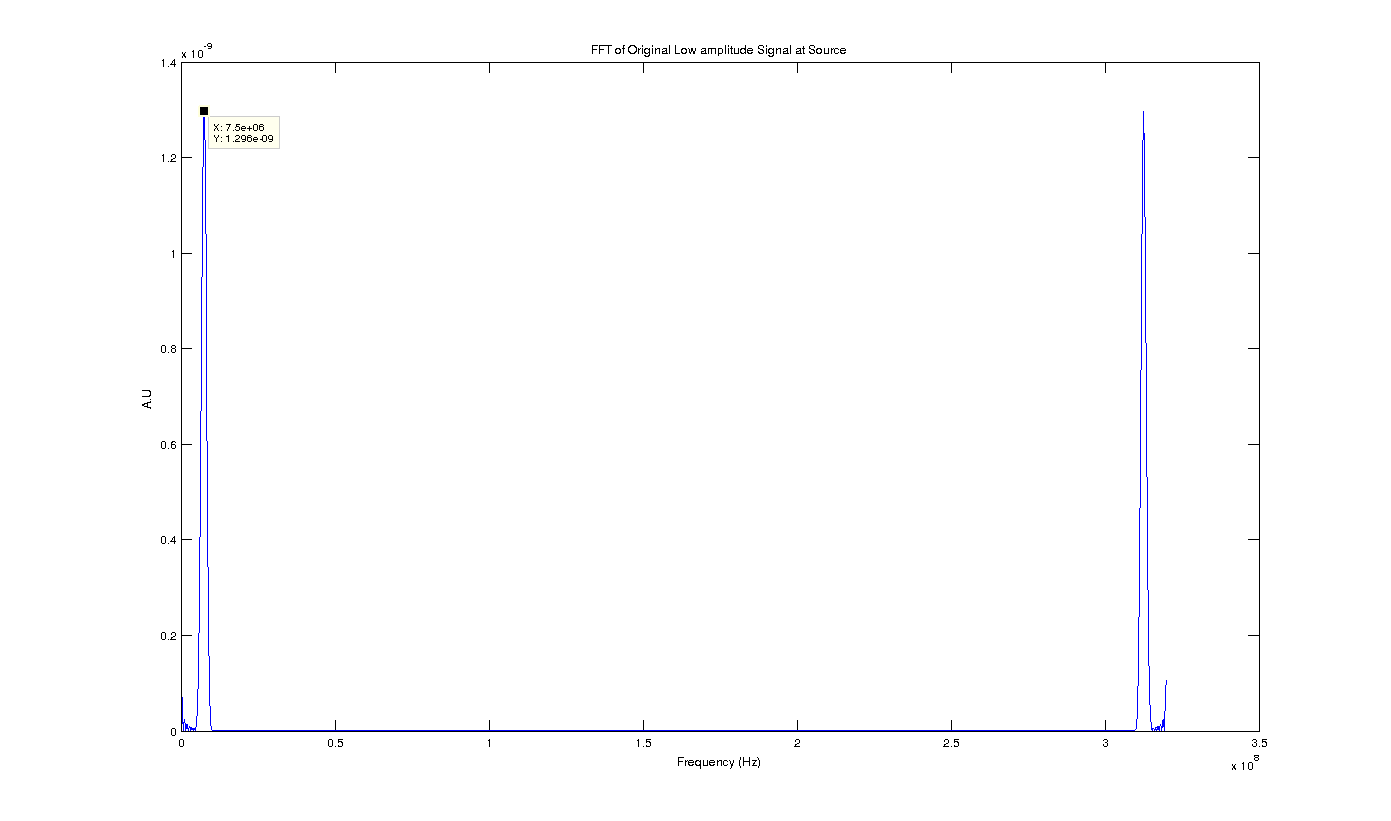 FFT of Original Low amplitude Signal at Source
x 10^-9
1.4
1.2
1
0.8
0.6
0.4
0.2
0
A.U
X: 7.5e+06
Y: 1.296e-09
0 0.5 1 1.5 2 2.5 3 3.5
x 10^8
Frequency (Hz)